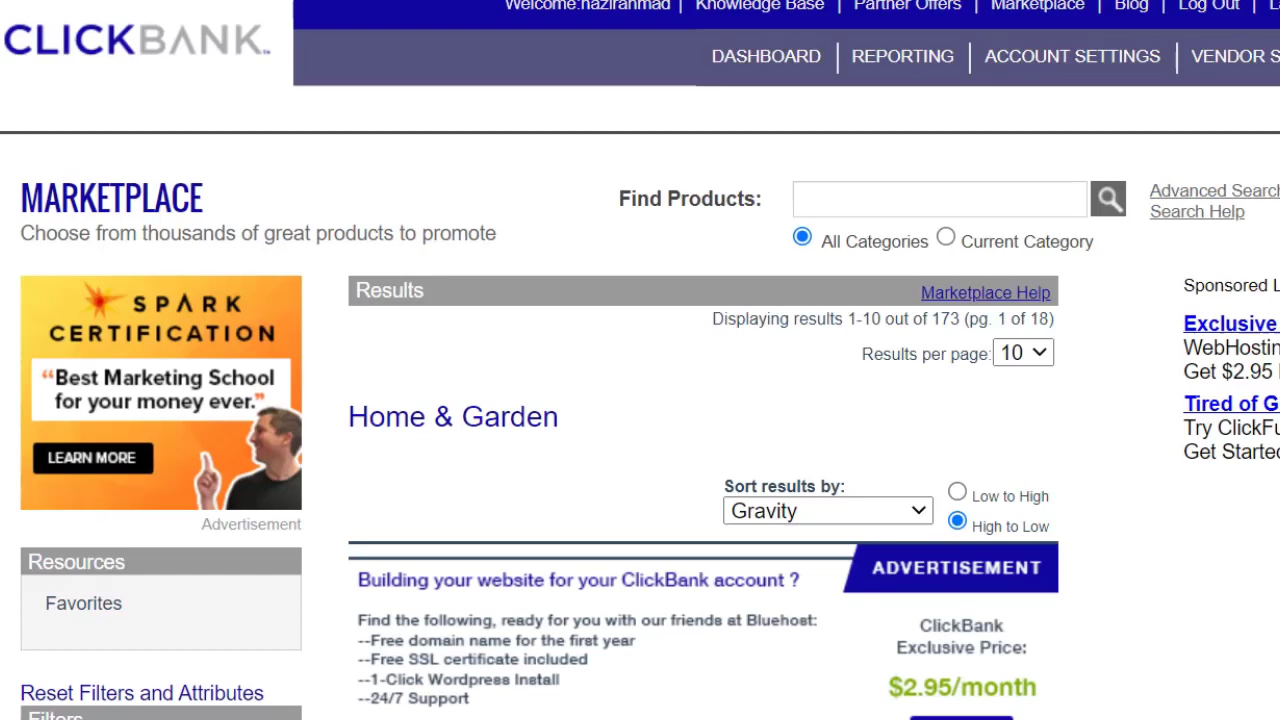 Welcome:naziranmad | Knowledge Base | Partner Offers | Marketplace | Blog | Log Out |
CLICKBANK
DASHBOARD | REPORTING | ACCOUNT SETTINGS | VENDOR S
MARKETPLACE
Choose from thousands of great products to promote
Find Products:
All Categories Current Category
Advanced Search
Search Help
SPARK
CERTIFICATION
“Best Marketing School
for your money ever.”
LEARN MORE
Advertisement
Resources
Favorites
Reset Filters and Attributes
Filters
Results
Marketplace Help
Displaying results 1-10 out of 173 (pg. 1 of 18)
Results per page: 10
Home & Garden
Sort results by:
Gravity
Low to High
High to Low
Building your website for your ClickBank account ?
ADVERTISEMENT
Find the following, ready for you with our friends at Bluehost:
--Free domain name for the first year
--Free SSL certificate included
--1-Click Wordpress Install
--24/7 Support
ClickBank
Exclusive Price:
$2.95/month
Sponsored L
Exclusive
WebHostin
Get $2.95
Tired of G
Try ClickFu
Get Starte